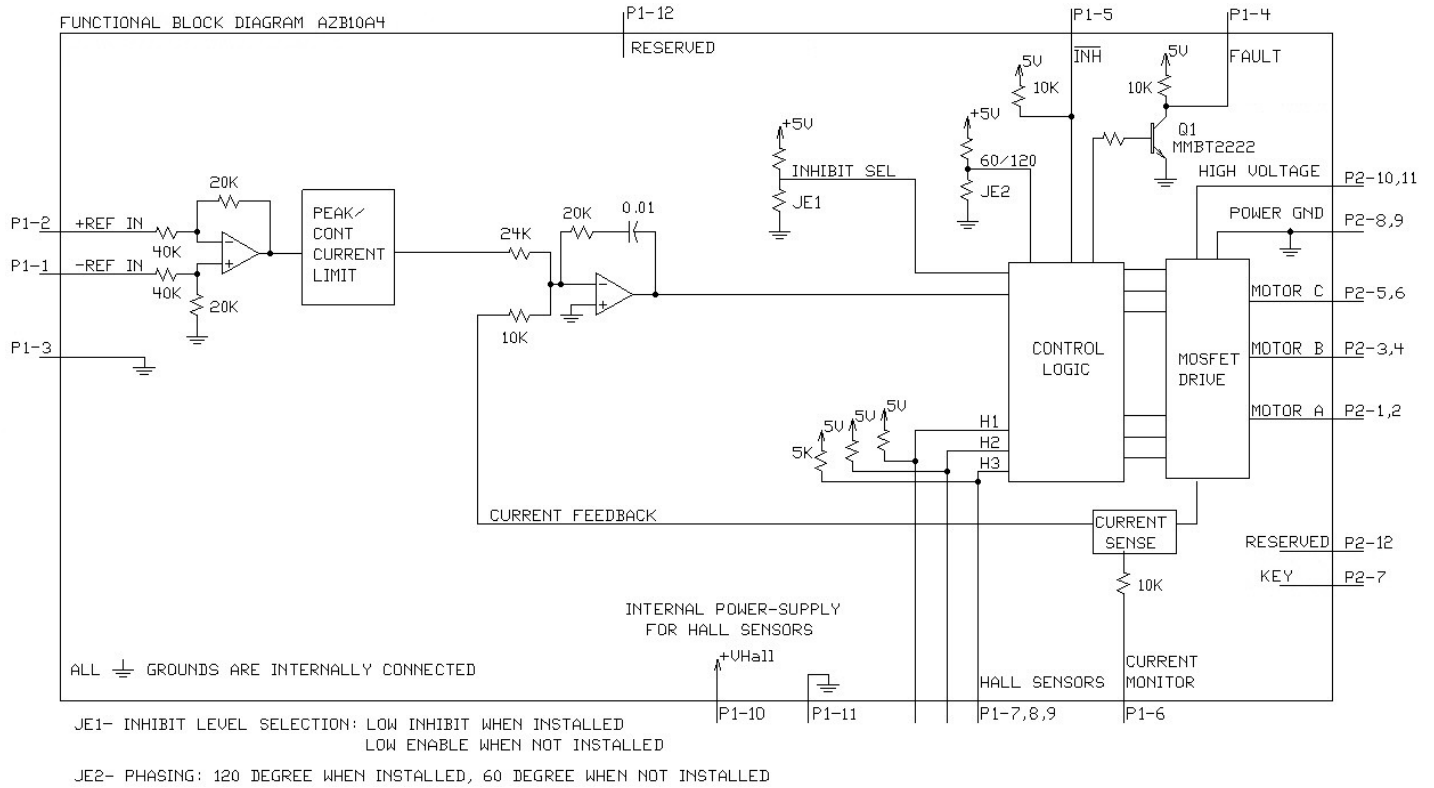 FUNCTIONAL BLOCK DIAGRAM AZB10A4
P1-12
RESERVED
P1-5
INH
P1-4
FAULT
5V
10K
5V
10K
Q1
MMBT2222
+5V
INHIBIT SEL
JE1
+5V
60/120
JE2
HIGH VOLTAGE
P2-10,11
POWER GND
P2-8,9
20K
P1-2
+REF IN
40K
P1-1
-REF IN
40K
20K
PEAK/
CONT
CURRENT
LIMIT
24K
20K
0.01
10K
P1-3
CONTROL
LOGIC
MOSFET
DRIVE
MOTOR C
P2-5,6
MOTOR B
P2-3,4
MOTOR A
P2-1,2
5V
5V
5V
5K
H1
H2
H3
CURRENT FEEDBACK
CURRENT
SENSE
RESERVED
P2-12
KEY
P2-7
10K
INTERNAL POWER-SUPPLY
FOR HALL SENSORS
+VHall
ALL GROUNDS ARE INTERNALLY CONNECTED
HALL SENSORS
CURRENT
MONITOR
P1-10
P1-11
P1-7,8,9
P1-6
JE1- INHIBIT LEVEL SELECTION: LOW INHIBIT WHEN INSTALLED
LOW ENABLE WHEN NOT INSTALLED
JE2- PHASING: 120 DEGREE WHEN INSTALLED, 60 DEGREE WHEN NOT INSTALLED